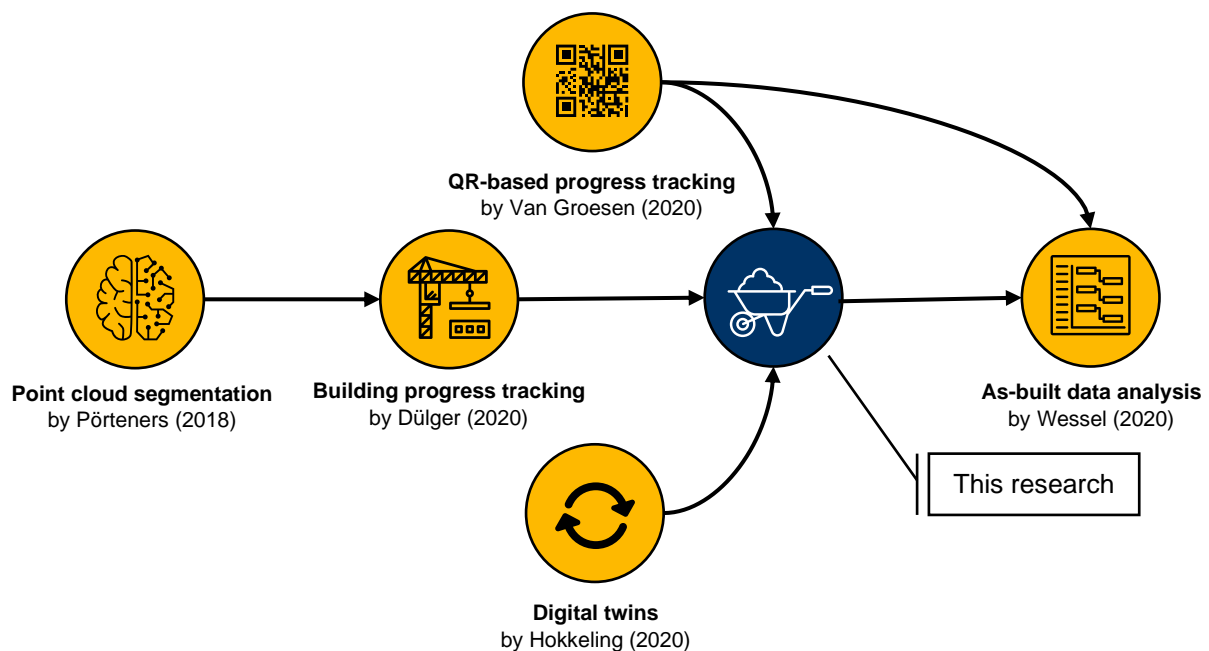 QR-based progress tracking
by Van Groesen (2020)
Point cloud segmentation
by Pörteners (2018)
Building progress tracking
by Dülger (2020)
As-built data analysis
by Wessel (2020)
This research
Digital twins
by Hokkeling (2020)